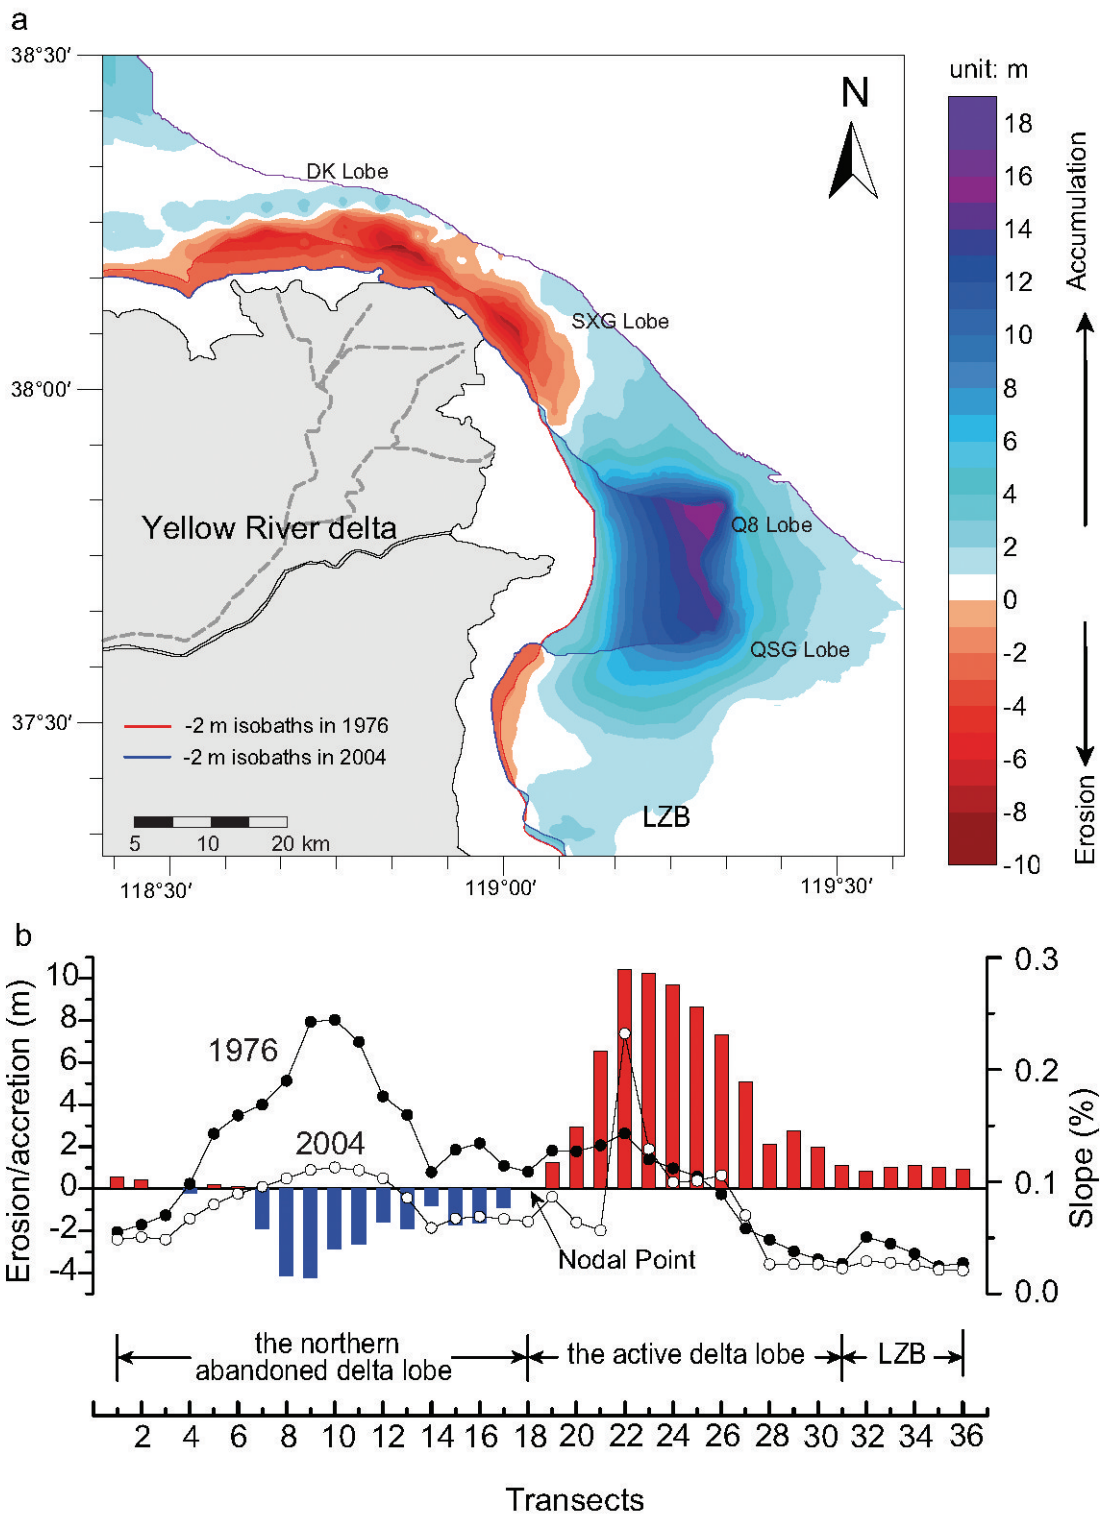 a
38°30′
38°00′
37°30′
118°30′
119°00′
119°30′
DK Lobe
SXG Lobe
Q8 Lobe
QSG Lobe
LZB
N
Yellow River delta
-2 m isobaths in 1976
-2 m isobaths in 2004
5 10 20 km
unit: m
18
16
14
12
10
8
6
4
2
0
-2
-4
-6
-8
-10
Accumulation
Erosion
b
Erosion/accretion (m)
10
8
6
4
2
0
-2
-4
1976
2004
Nodal Point
0.3
0.2
0.1
0.0
Slope (%)
the northern
abandoned delta lobe
the active delta lobe
LZB
2 4 6 8 10 12 14 16 18 20 22 24 26 28 30 32 34 36
Transects